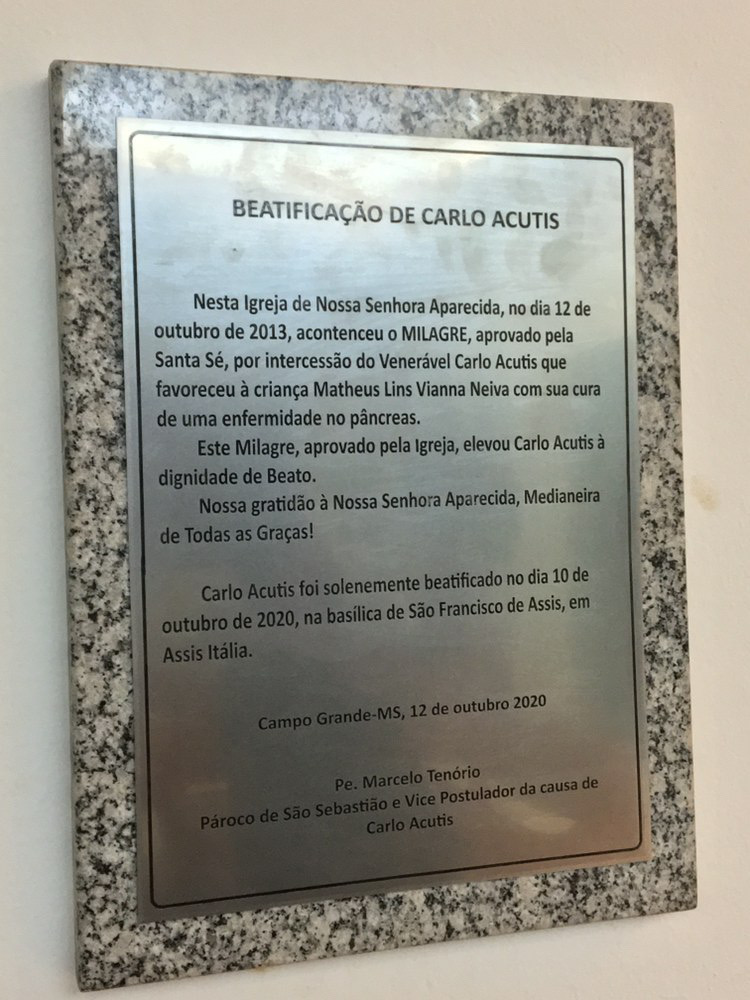 BEATIFICAÇÃO DE CARLO ACUTIS
Nesta Igreja de Nossa Senhora Aparecida, no dia 12 de
outubro de 2013, acontenceu o MILAGRE, aprovado pela
Santa Sé, por intercessão do Venerável Carlo Acutis que
favoreceu à criança Matheus Lins Vianna Neiva com sua cura
de uma enfermidade no pâncreas.
Este Milagre, aprovado pela Igreja, elevou Carlo Acutis à
dignidade de Beato.
Nossa gratidão à Nossa Senhora Aparecida, Medianeira
de Todas as Graças!
Carlo Acutis foi solenemente beatificado no dia 10 de
outubro de 2020, na basílica de São Francisco de Assis, em
Assis Itália.
Campo Grande-MS, 12 de outubro 2020
Pe. Marcelo Tenório
Pároco de São Sebastião e Vice Postulador da causa de
Carlo Acutis